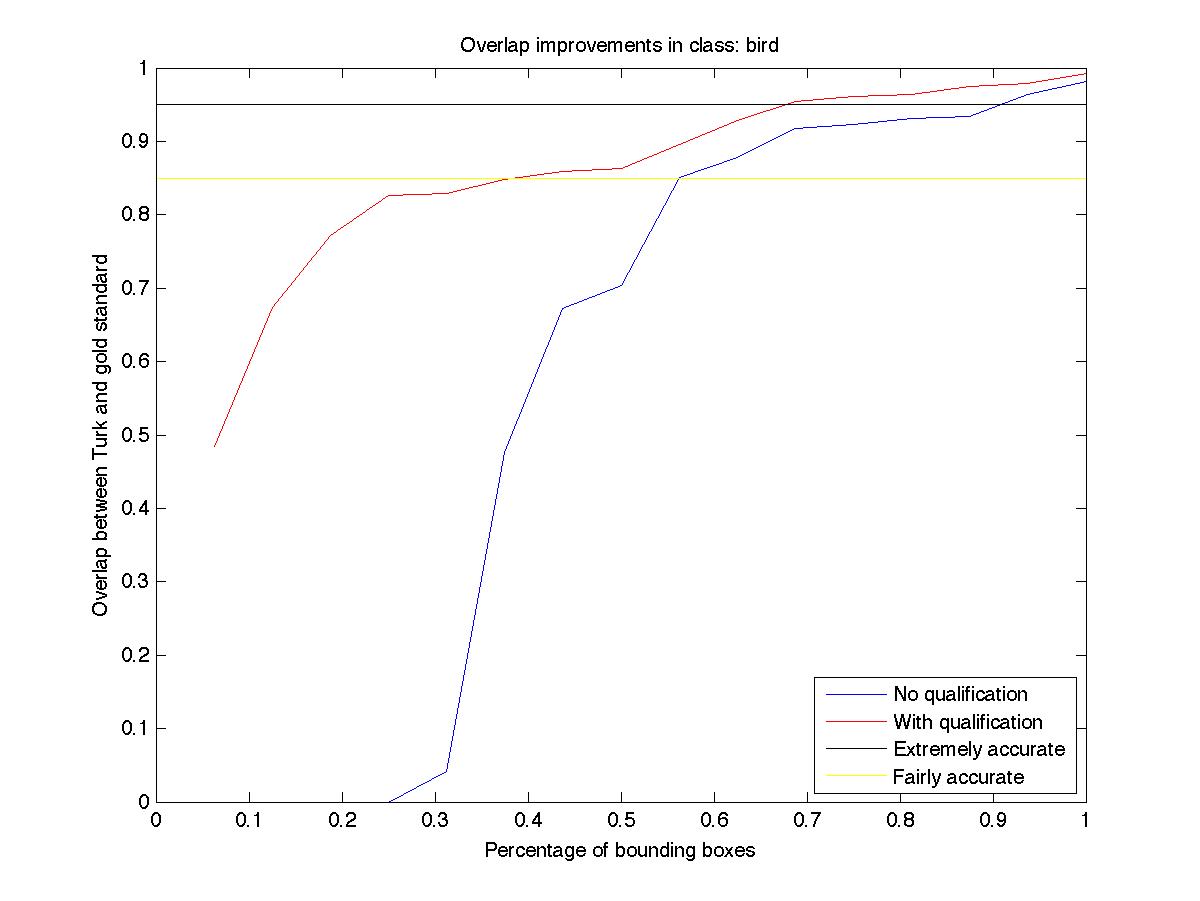 Overlap improvements in class: bird
Overlap between Turk and gold standard
1
0.9
0.8
0.7
0.6
0.5
0.4
0.3
0.2
0.1
0
0 0.1 0.2 0.3 0.4 0.5 0.6 0.7 0.8 0.9 1
Percentage of bounding boxes
No qualification
With qualification
Extremely accurate
Fairly accurate